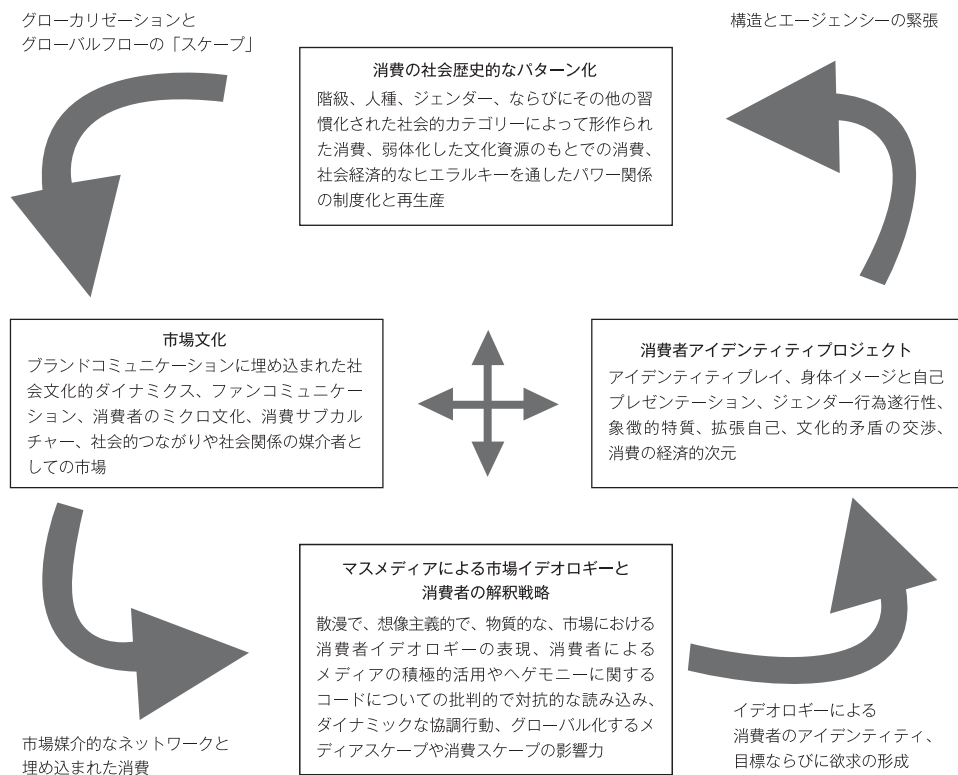 グローカリゼーションと
グローバルフローの「スケープ」
構造とエージェンシーの緊張
消費の社会歴史的なパターン化
階級、人種、ジェンダー、ならびにその他の習
慣化された社会的カテゴリーによって形作られ
た消費、弱体化した文化資源のもとでの消費、
社会経済的なヒエラルキーを通したパワー関係
の制度化と再生産
市場文化
ブランドコミュニケーションに埋め込まれた社
会文化的ダイナミクス、ファンコミュニケー
ション、消費者のミクロ文化、消費サブカル
チャー、社会的つながりや社会関係の媒介者と
しての市場
消費者アイデンティティプロジェクト
アイデンティティプレイ、身体イメージと自己
プレゼンテーション、ジェンダー行為遂行性、
象徴的特質、拡張自己、文化的矛盾の交渉、
消費の経済的次元
マスメディアによる市場イデオロギーと
消費者の解釈戦略
散漫で、想像主義的で、物質的な、市場における
消費者イデオロギーの表現、消費者による
メディアの積極的活用やヘゲモニーに関する
コードについての批判的で対抗的な読み込み、
ダイナミックな協調行動、グローバル化するメ
ディアスケープや消費スケープの影響力
市場媒介的なネットワークと
埋め込まれた消費
イデオロギーによる
消費者のアイデンティティ、
目標ならびに欲求の形成